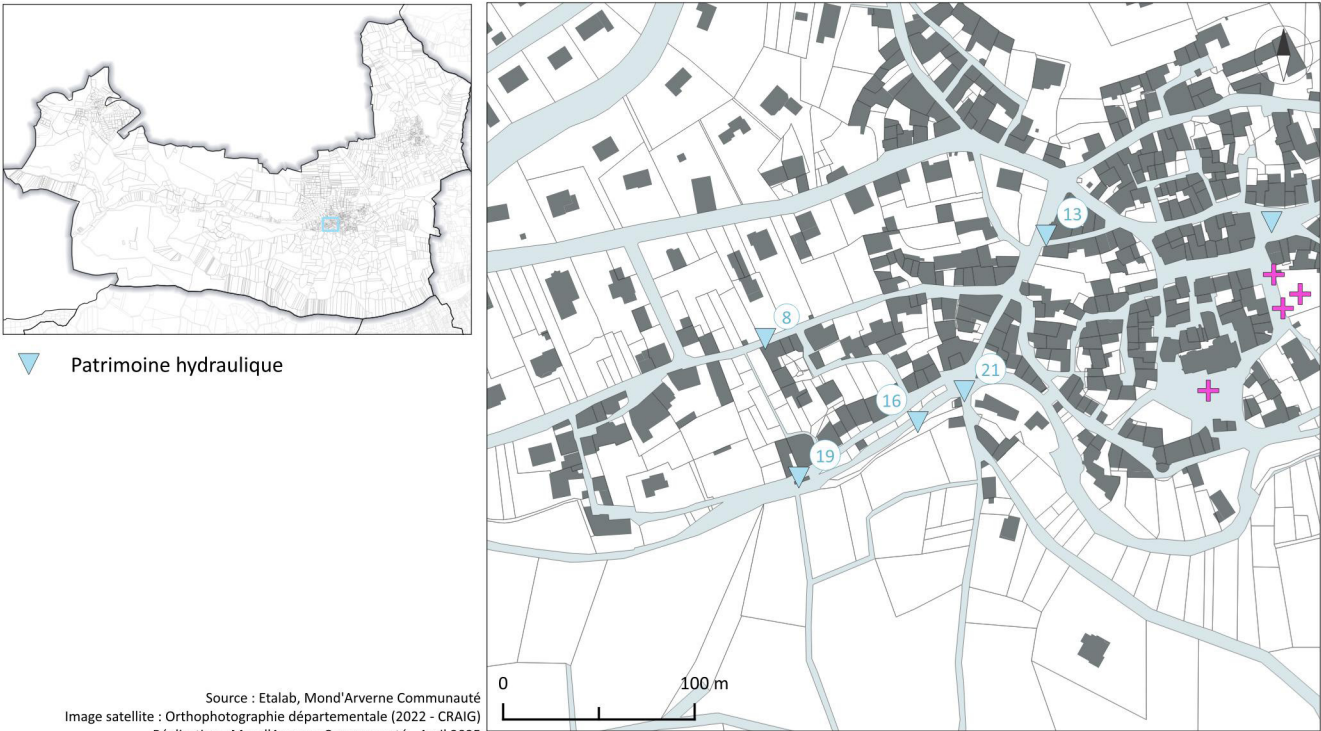 Patrimoine hydraulique
13
8
21
16
19
0 100 m
Source : Etalab, Mond'Arverne Communauté
Image satellite : Orthophotographie départementale (2022 - CRAIG)